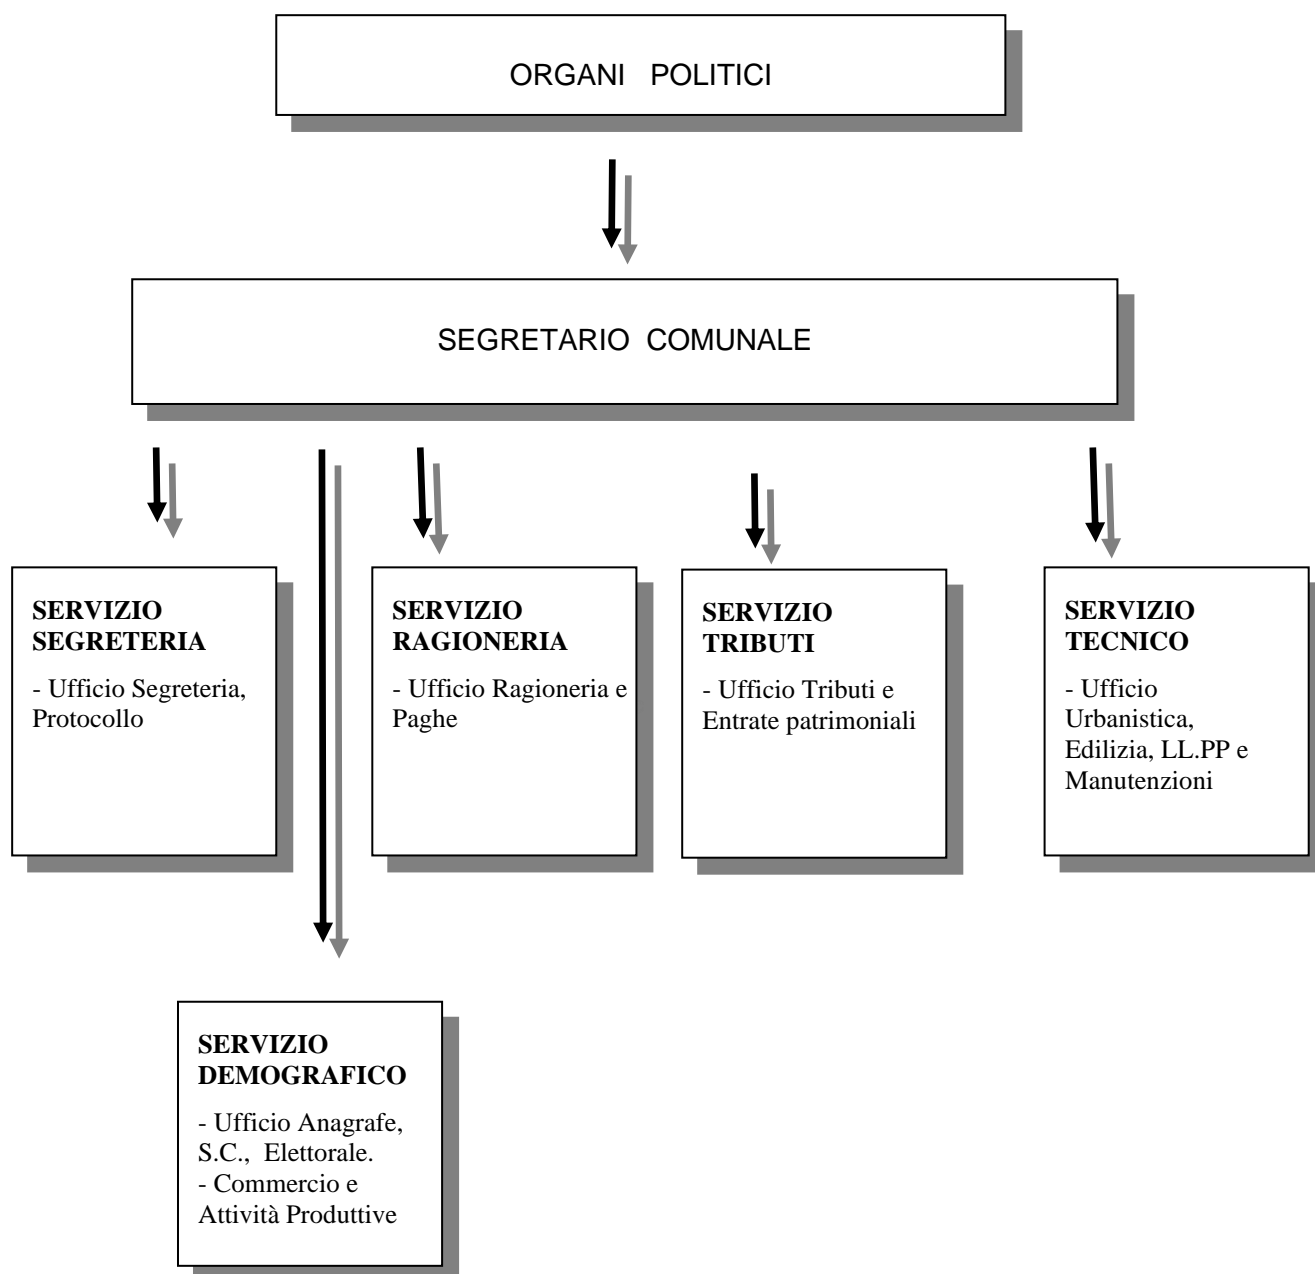 ORGANI POLITICI
SEGRETARIO COMUNALE
SERVIZIO
SEGRETERIA
- Ufficio Segreteria,
Protocollo
SERVIZIO
RAGIONERIA
- Ufficio Ragioneria e
Paghe
SERVIZIO
TRIBUTI
- Ufficio Tributi e
Entrate patrimoniali
SERVIZIO
TECNICO
- Ufficio
Urbanistica,
Edilizia, LL.PP e
Manutenzioni
SERVIZIO
DEMOGRAFICO
- Ufficio Anagrafe,
S.C., Elettorale.
- Commercio e
Attività Produttive